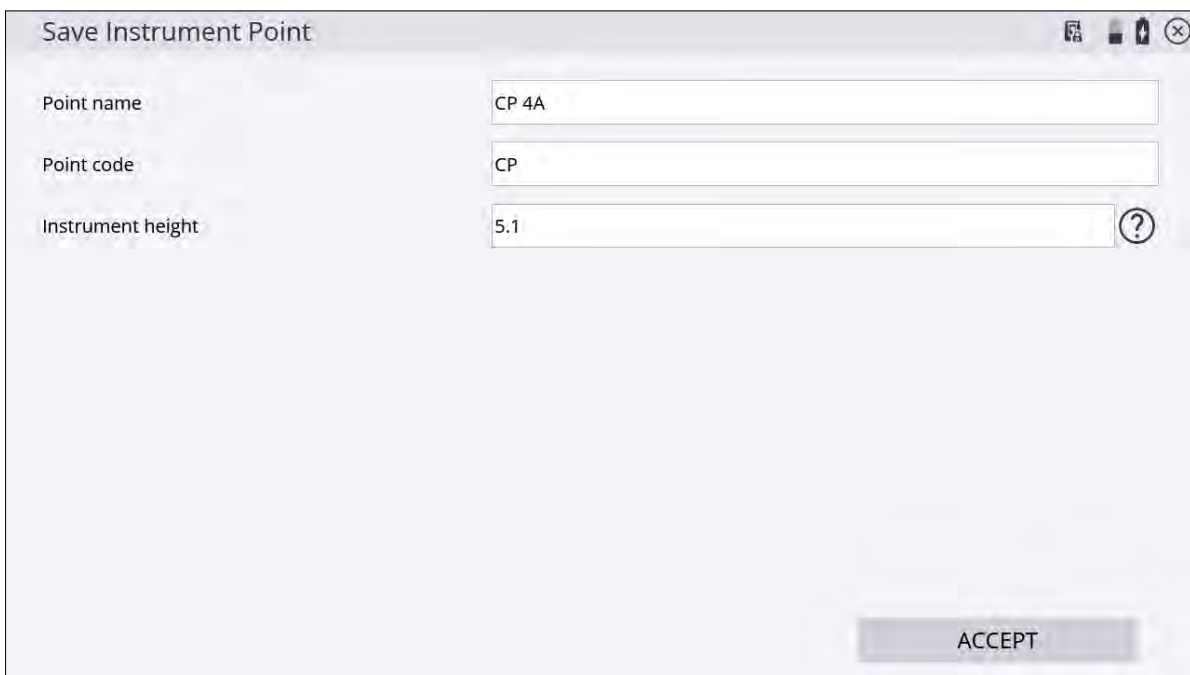 Save Instrument Point
Point name CP 4A
Point code CP
Instrument height 5.1 ?
ACCEPT